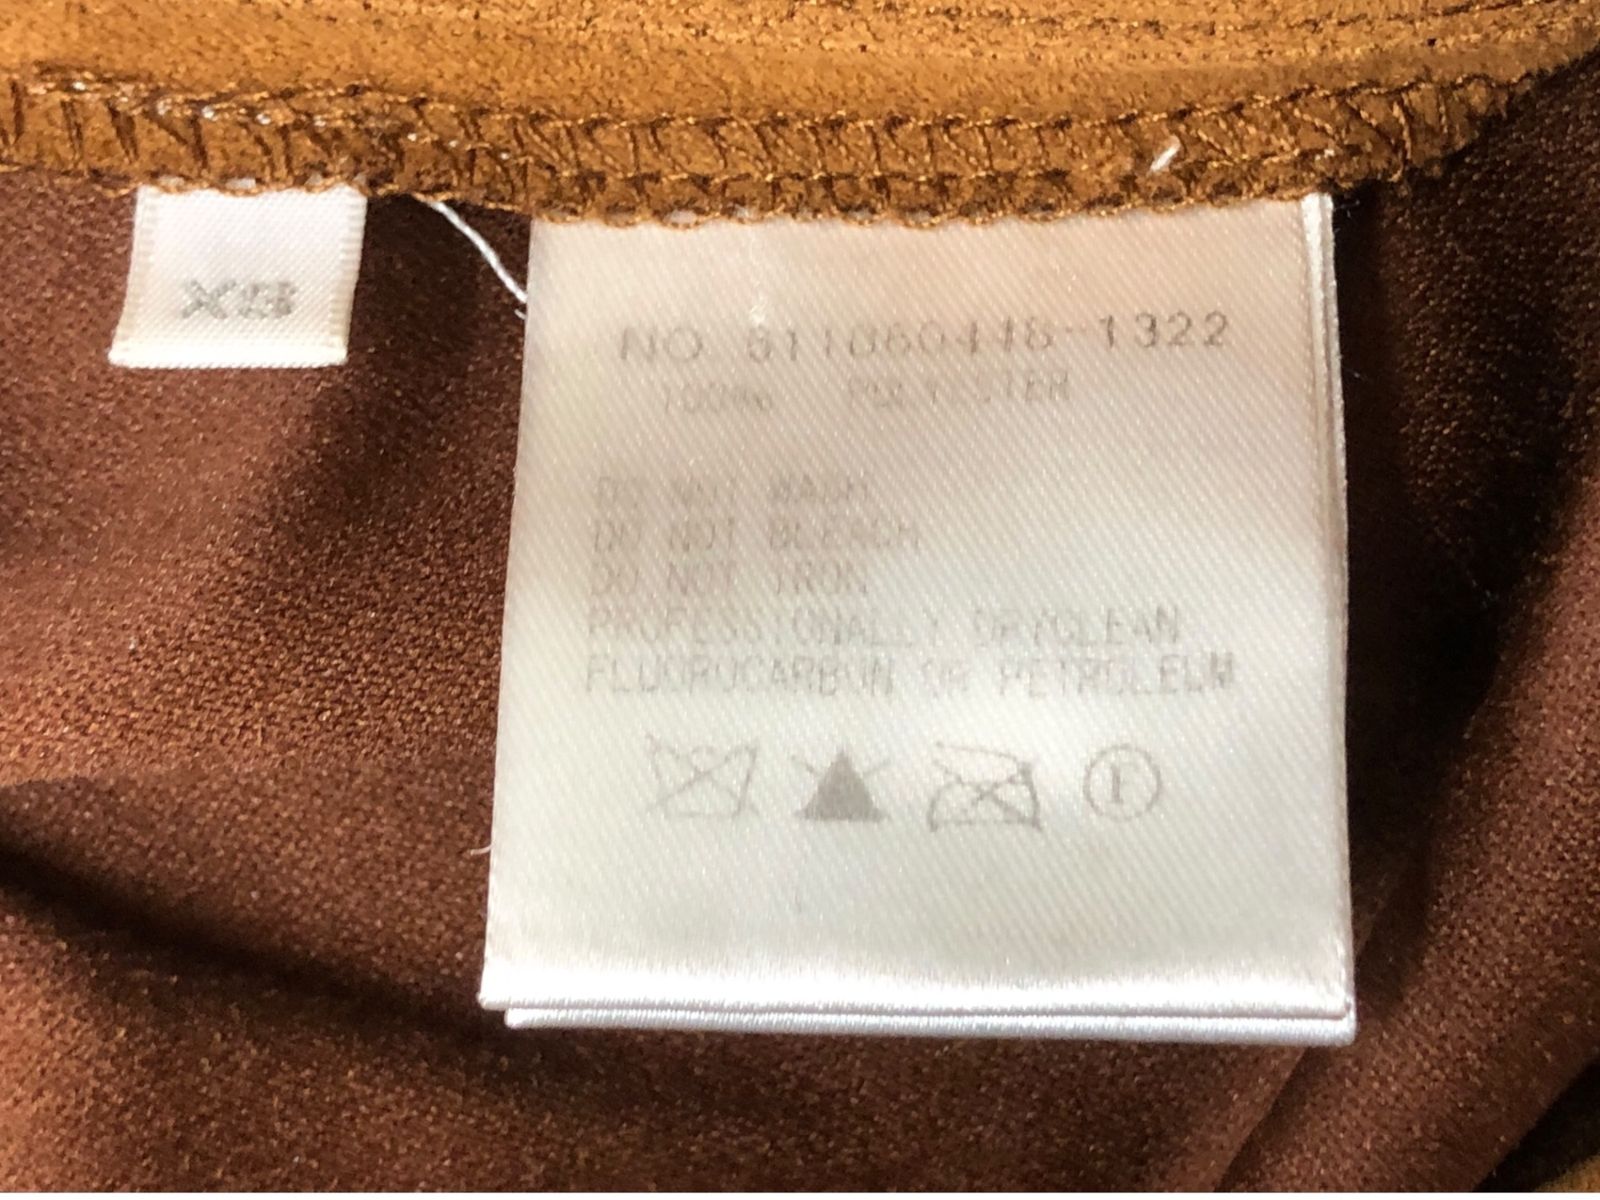 XS
NO. 611060448-1322
100% POLYESTER
DO NOT WASH
DO NOT BLEACH
DO NOT IRON
PROFESSIONALLY DRYCLEAN
FLUOROCARBON OR PETROLEUM
F